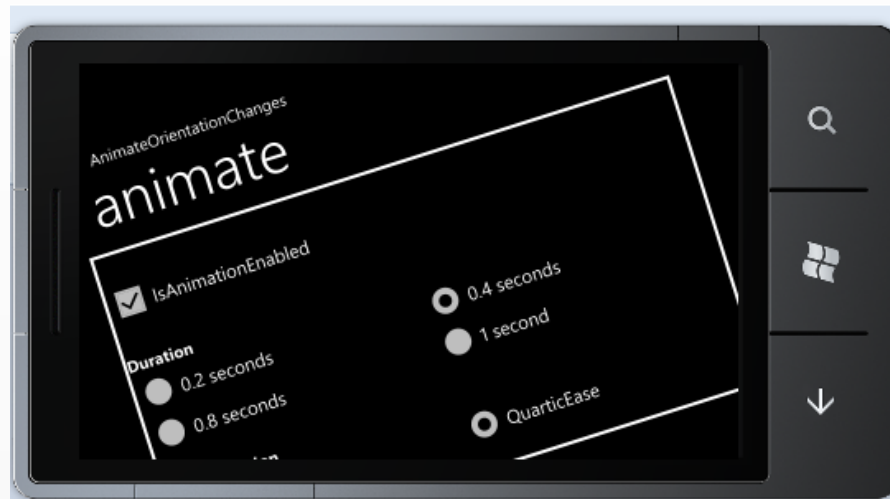 AnimateOrientationChanges
animate
IsAnimationEnabled
Duration
0.2 seconds
0.4 seconds
0.8 seconds
1 second
QuarticEase